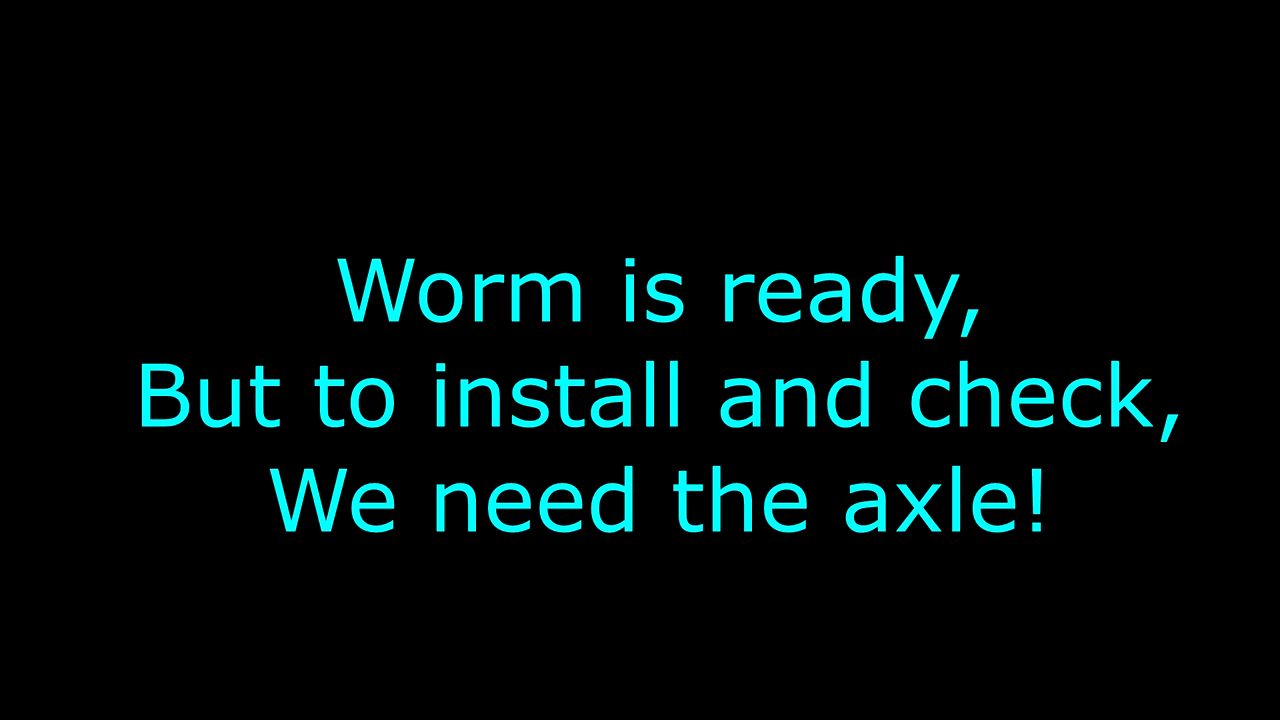 Worm is ready,
But to install and check,
We need the axle!